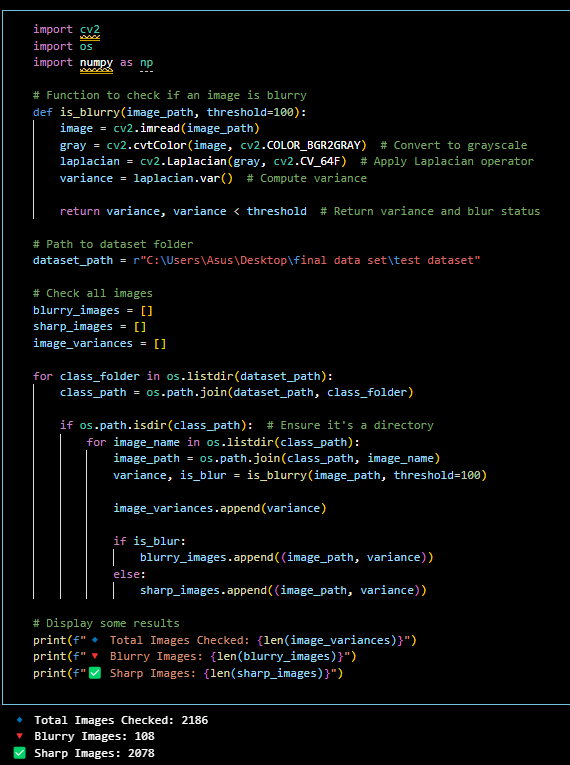 import cv2
import os
import numpy as np
# Function to check if an image is blurry
def is_blurry(image_path, threshold=100):
    image = cv2.imread(image_path)
    gray = cv2.cvtColor(image, cv2.COLOR_BGR2GRAY)  # Convert to grayscale
    laplacian = cv2.Laplacian(gray, cv2.CV_64F)  # Apply Laplacian operator
    variance = laplacian.var()  # Compute variance
    return variance, variance < threshold  # Return variance and blur status
# Path to dataset folder
dataset_path = r"C:\Users\Asus\Desktop\final data set\test dataset"
# Check all images
blurry_images = []
sharp_images = []
image_variances = []
for class_folder in os.listdir(dataset_path):
    class_path = os.path.join(dataset_path, class_folder)
    if os.path.isdir(class_path):  # Ensure it's a directory
        for image_name in os.listdir(class_path):
            image_path = os.path.join(class_path, image_name)
            variance, is_blur = is_blurry(image_path, threshold=100)
            image_variances.append(variance)
            if is_blur:
                blurry_images.append((image_path, variance))
            else:
                sharp_images.append((image_path, variance))
# Display some results
print(f"🔹 Total Images Checked: {len(image_variances)}")
print(f"🔻 Blurry Images: {len(blurry_images)}")
print(f"✅ Sharp Images: {len(sharp_images)}")
🔹 Total Images Checked: 2186
🔻 Blurry Images: 108
✅ Sharp Images: 2078